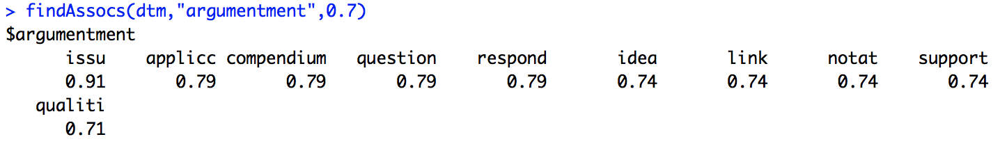 > findAssocs(dtm,"argumentment",0.7)
$argumentment
issu applicc compendium question respond idea link notat support
0.91 0.79 0.79 0.79 0.79 0.74 0.74 0.74 0.74
qualiti
0.71